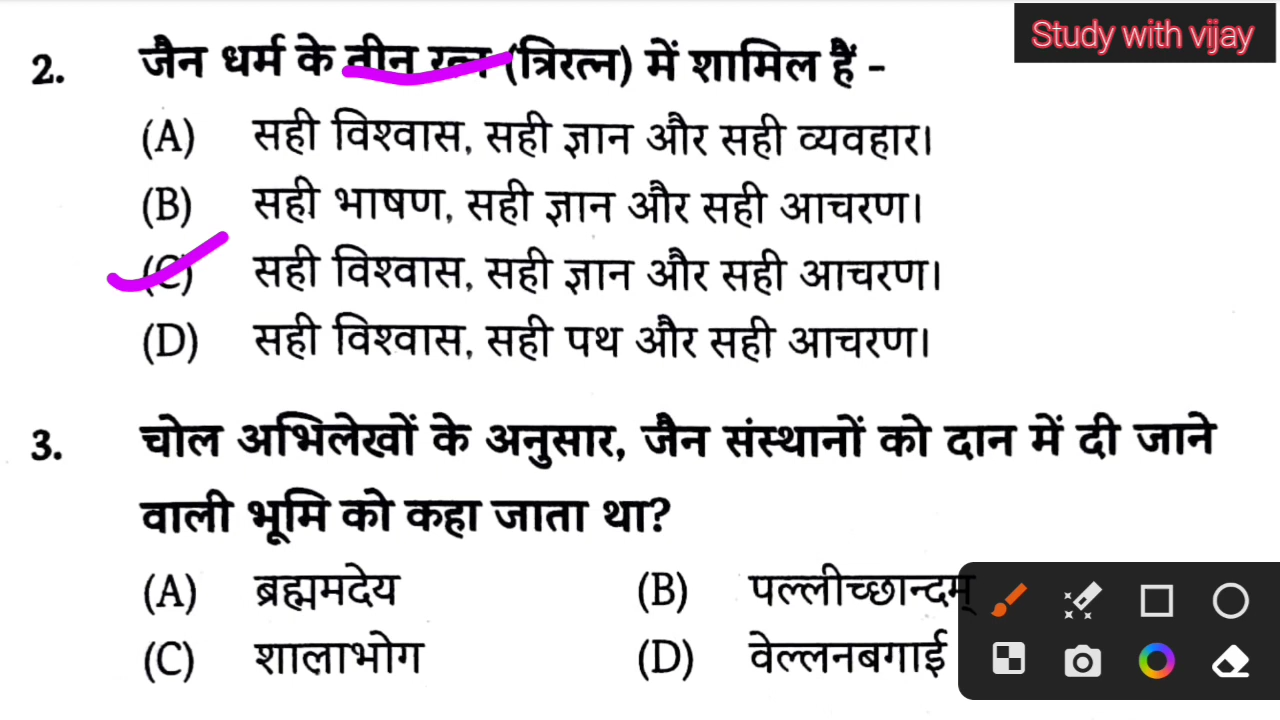 Study with vijay
2. जैन धर्म के तीन रत्न (त्रिरत्न) में शामिल हैं -
(A) सही विश्वास, सही ज्ञान और सही व्यवहार।
(B) सही भाषण, सही ज्ञान और सही आचरण।
(C) सही विश्वास, सही ज्ञान और सही आचरण।
(D) सही विश्वास, सही पथ और सही आचरण।
3. चोल अभिलेखों के अनुसार, जैन संस्थानों को दान में दी जाने
वाली भूमि को कहा जाता था?
(A) ब्रह्ममदेय (B) पल्लीच्छान्दम्
(C) शालाभोग (D) वेल्लनबगाई